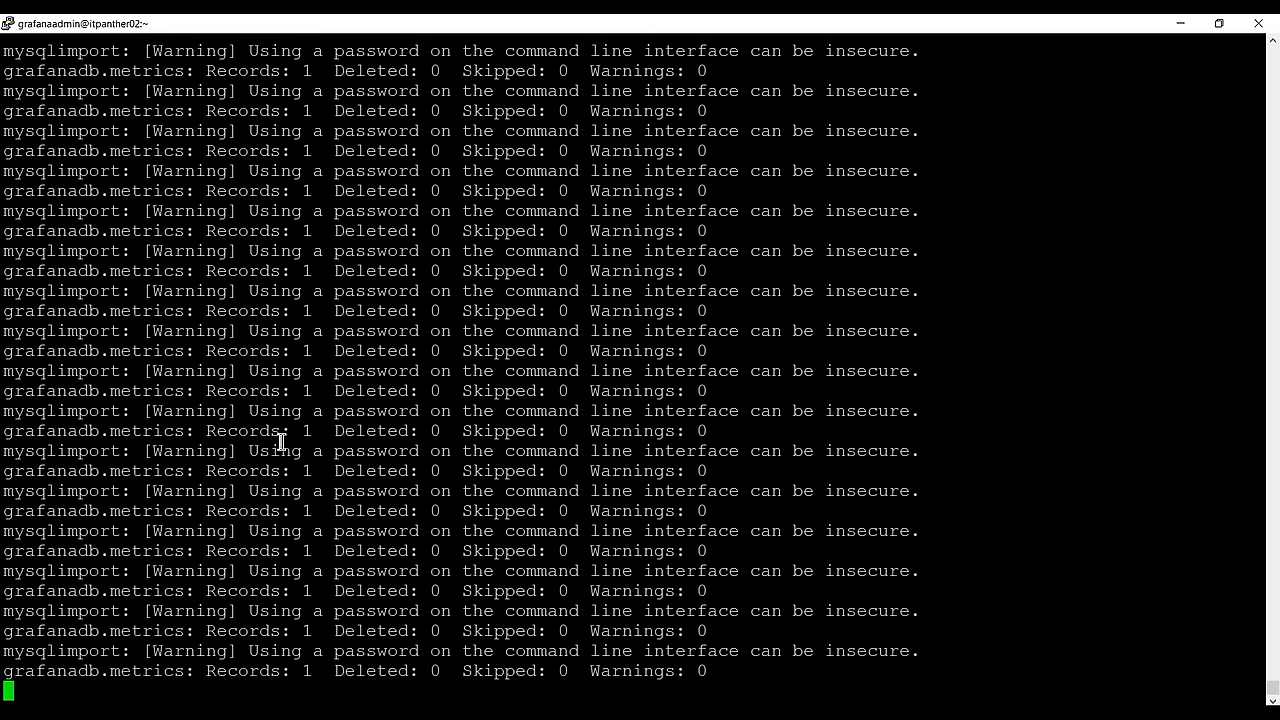 grafanaadmin@itpanther02:~
mysqlimport: [Warning] Using a password on the command line interface can be insecure.
grafanadb.metrics: Records: 1  Deleted: 0  Skipped: 0  Warnings: 0
mysqlimport: [Warning] Using a password on the command line interface can be insecure.
grafanadb.metrics: Records: 1  Deleted: 0  Skipped: 0  Warnings: 0
mysqlimport: [Warning] Using a password on the command line interface can be insecure.
grafanadb.metrics: Records: 1  Deleted: 0  Skipped: 0  Warnings: 0
mysqlimport: [Warning] Using a password on the command line interface can be insecure.
grafanadb.metrics: Records: 1  Deleted: 0  Skipped: 0  Warnings: 0
mysqlimport: [Warning] Using a password on the command line interface can be insecure.
grafanadb.metrics: Records: 1  Deleted: 0  Skipped: 0  Warnings: 0
mysqlimport: [Warning] Using a password on the command line interface can be insecure.
grafanadb.metrics: Records: 1  Deleted: 0  Skipped: 0  Warnings: 0
mysqlimport: [Warning] Using a password on the command line interface can be insecure.
grafanadb.metrics: Records: 1  Deleted: 0  Skipped: 0  Warnings: 0
mysqlimport: [Warning] Using a password on the command line interface can be insecure.
grafanadb.metrics: Records: 1  Deleted: 0  Skipped: 0  Warnings: 0
mysqlimport: [Warning] Using a password on the command line interface can be insecure.
grafanadb.metrics: Records: 1  Deleted: 0  Skipped: 0  Warnings: 0
mysqlimport: [Warning] Using a password on the command line interface can be insecure.
grafanadb.metrics: Records: 1  Deleted: 0  Skipped: 0  Warnings: 0
mysqlimport: [Warning] Using a password on the command line interface can be insecure.
grafanadb.metrics: Records: 1  Deleted: 0  Skipped: 0  Warnings: 0
mysqlimport: [Warning] Using a password on the command line interface can be insecure.
grafanadb.metrics: Records: 1  Deleted: 0  Skipped: 0  Warnings: 0
mysqlimport: [Warning] Using a password on the command line interface can be insecure.
grafanadb.metrics: Records: 1  Deleted: 0  Skipped: 0  Warnings: 0
mysqlimport: [Warning] Using a password on the command line interface can be insecure.
grafanadb.metrics: Records: 1  Deleted: 0  Skipped: 0  Warnings: 0
mysqlimport: [Warning] Using a password on the command line interface can be insecure.
grafanadb.metrics: Records: 1  Deleted: 0  Skipped: 0  Warnings: 0
mysqlimport: [Warning] Using a password on the command line interface can be insecure.
grafanadb.metrics: Records: 1  Deleted: 0  Skipped: 0  Warnings: 0